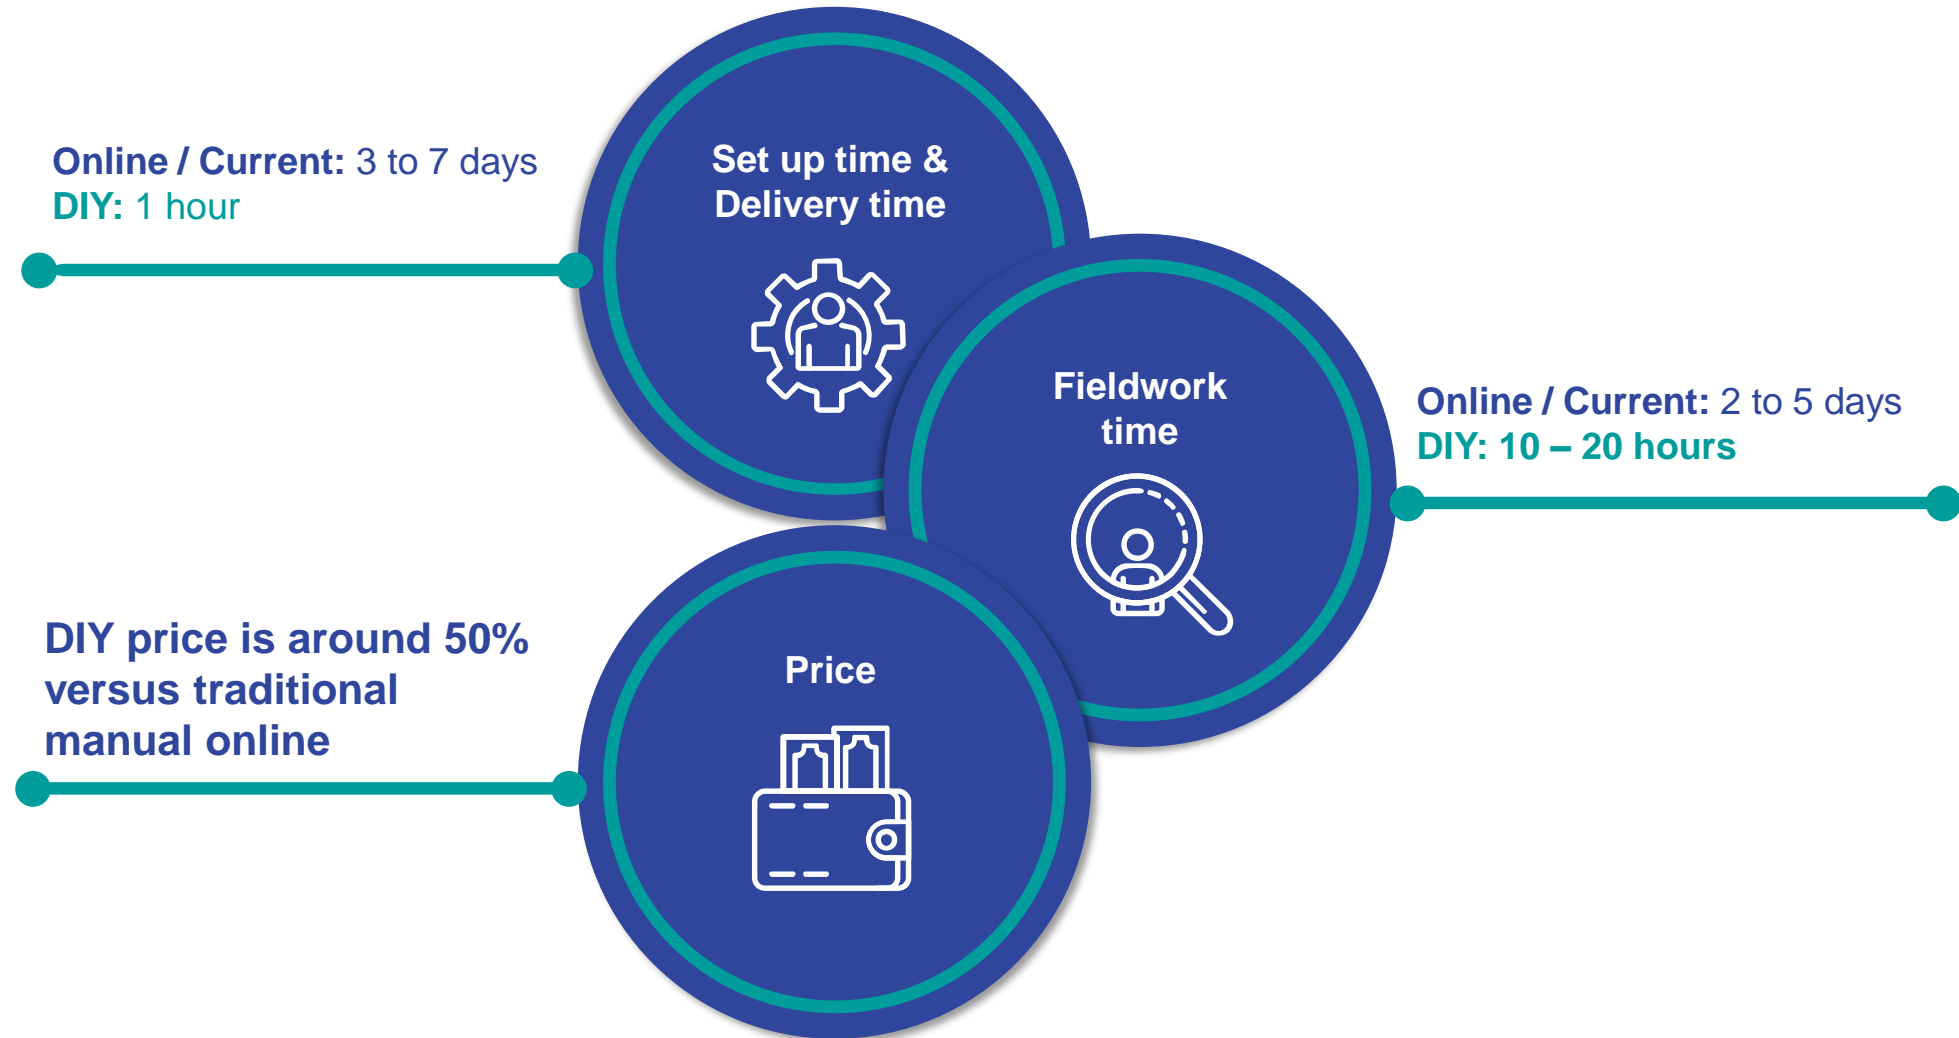 Set up time &
Delivery time
Online / Current: 3 to 7 days
DIY: 1 hour
Fieldwork
time
Online / Current: 2 to 5 days
DIY: 10 – 20 hours
Price
DIY price is around 50%
versus traditional
manual online